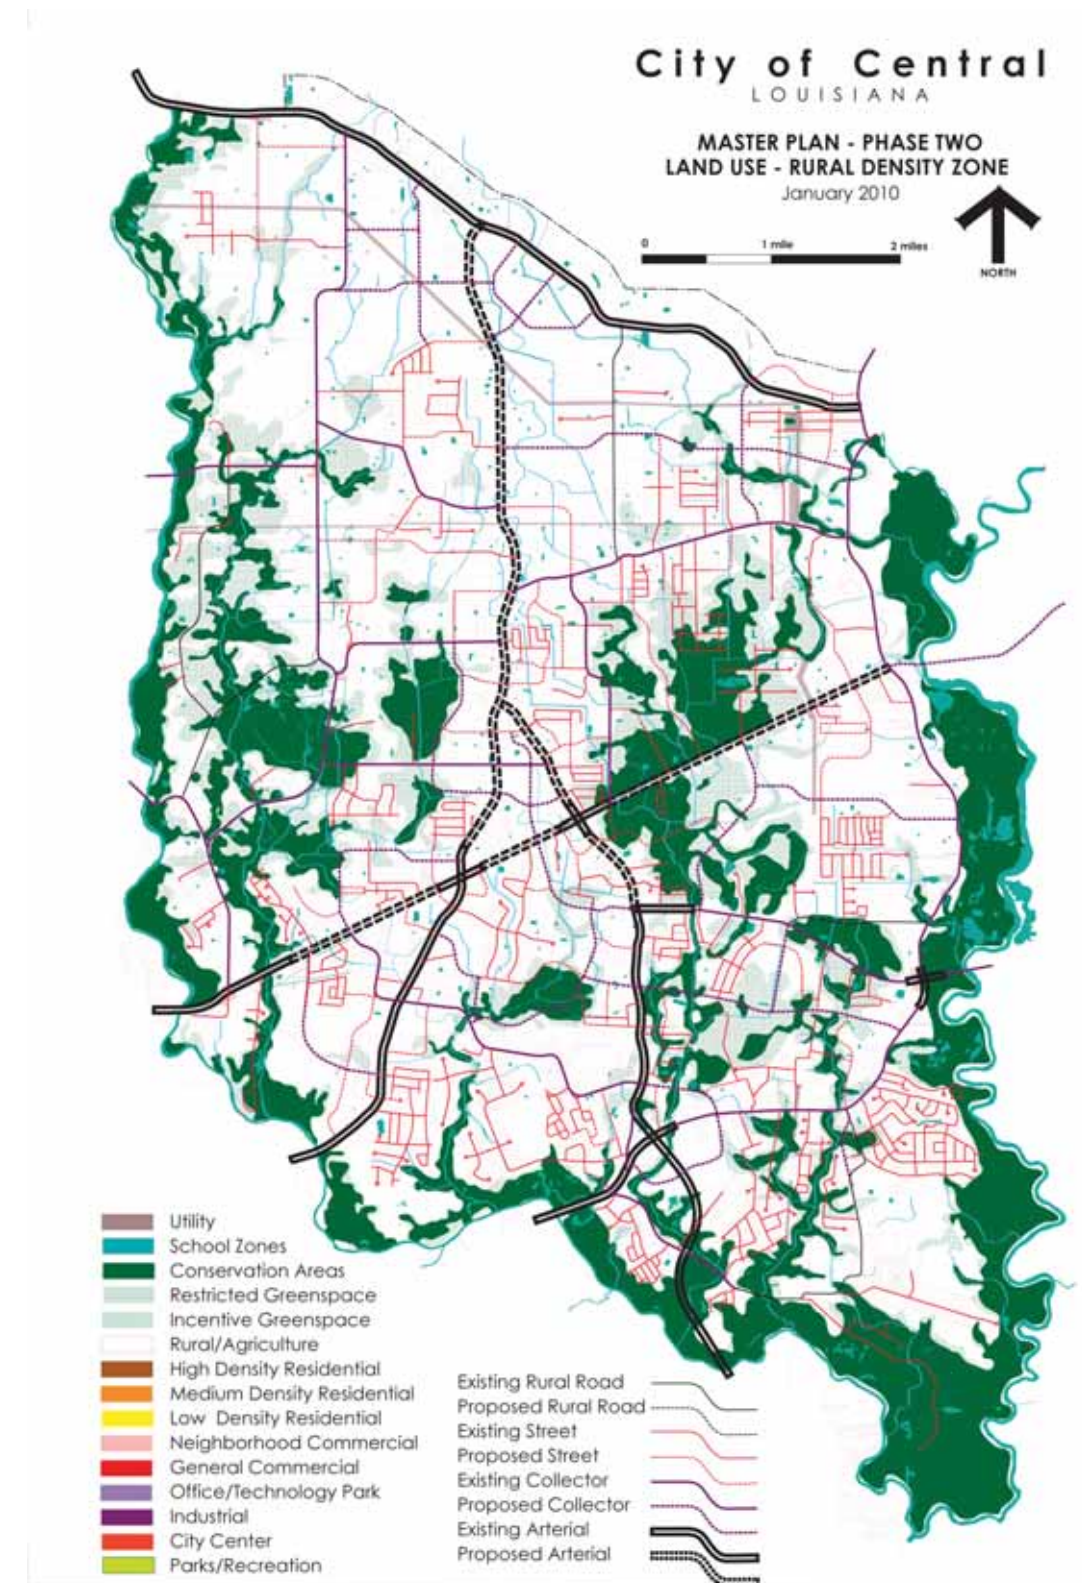 City of Central
LOUISIANA
MASTER PLAN - PHASE TWO
LAND USE - RURAL DENSITY ZONE
January 2010
0 1 mile 2 miles
NORTH
Utility
School Zones
Conservation Areas
Restricted Greenspace
Incentive Greenspace
Rural/Agriculture
High Density Residential
Medium Density Residential
Low Density Residential
Neighborhood Commercial
General Commercial
Office/Technology Park
Industrial
City Center
Parks/Recreation
Existing Rural Road
Proposed Rural Road
Existing Street
Proposed Street
Existing Collector
Proposed Collector
Existing Arterial
Proposed Arterial